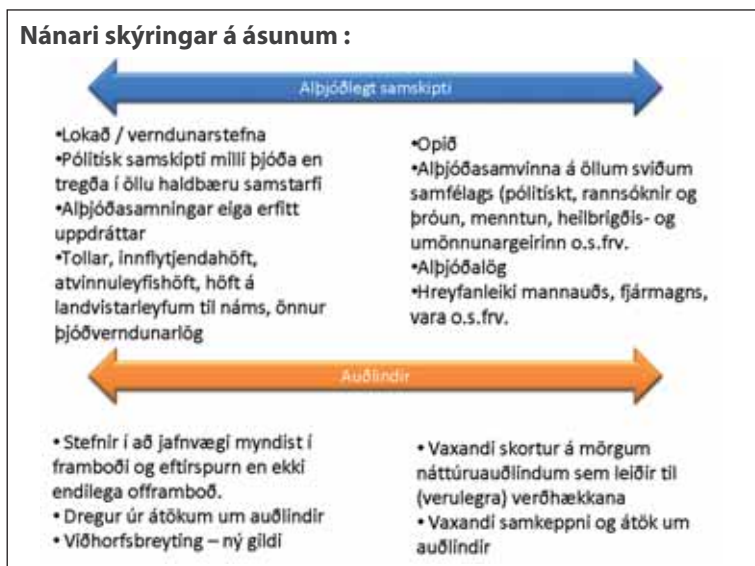 Nánari skýringar á ásunum :
Alþjóðlegt samskipti
•Lokað / verndunarstefna
•Pólitísk samskipti milli þjóða en
tregða í öllu haldbæru samstarfi
•Alþjóðasamningar eiga erfitt
uppdráttar
•Tollar, innflytjendahöft,
atvinnuleyfishöft, höft á
landvistarleyfum til náms, önnur
þjóðverndunarlög
•Opið
•Alþjóðasamvinna á öllum sviðum
samfélags (pólitískt, rannsóknir og
þróun, menntun, heilbrigðis- og
umönnunargeirinn o.s.frv.
•Alþjóðalög
•Hreyfanleiki mannauðs, fjármagns,
vara o.s.frv.
Auðlindir
• Stefnir í að jafnvægi myndist í
framboði og eftirspurn en ekki
endilega offramboð.
• Dregur úr átökum um auðlindir
• Viðhorfsbreyting – ný gildi
• Vaxandi skortur á mörgum
náttúruauðlindum sem leiðir til
(verulegra) verðhækkana
• Vaxandi samkeppni og átök um
auðlindir